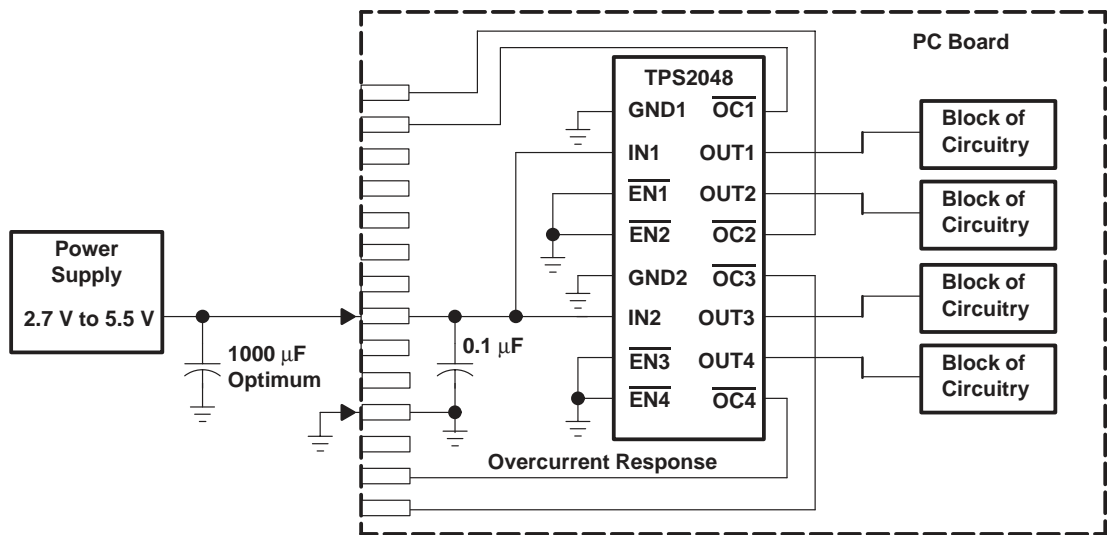 PC Board
TPS2048
GND1 OC1
IN1 OUT1
EN1 OUT2
EN2 OC2
GND2 OC3
IN2 OUT3
EN3 OUT4
EN4 OC4
Block of
Circuitry
Block of
Circuitry
Block of
Circuitry
Block of
Circuitry
Power
Supply
2.7 V to 5.5 V
1000 μF
Optimum
0.1 μF
Overcurrent Response